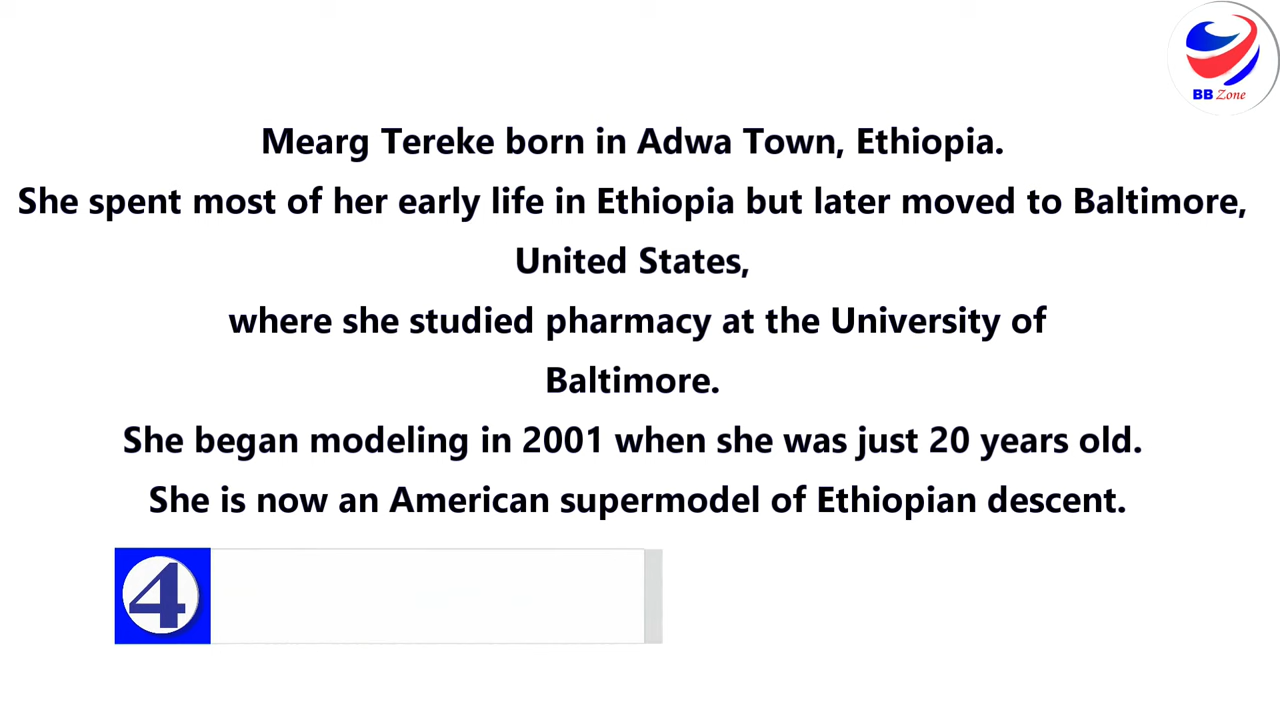 BB Zone
Mearg Tereke born in Adwa Town, Ethiopia.
She spent most of her early life in Ethiopia but later moved to Baltimore,
United States,
where she studied pharmacy at the University of
Baltimore.
She began modeling in 2001 when she was just 20 years old.
She is now an American supermodel of Ethiopian descent.
4